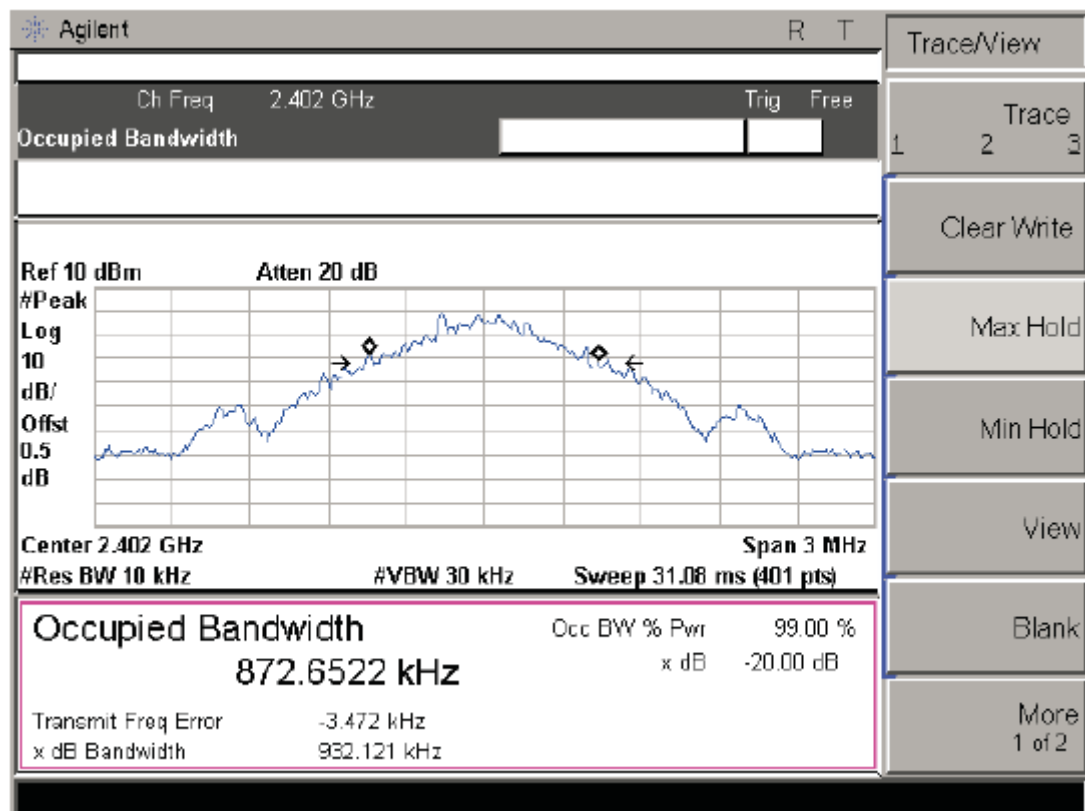 Agilent R T
Trace/View
Ch Freq 2.402 GHz Trig Free
Occupied Bandwidth
Trace
1 2 3
Clear Write
Max Hold
Min Hold
View
Blank
More
1 of 2
Ref 10 dBm Atten 20 dB
#Peak
Log
10
dB/
Offst
0.5
dB
Center 2.402 GHz Span 3 MHz
#Res BW 10 kHz #VBW 30 kHz Sweep 31.08 ms (401 pts)
Occupied Bandwidth Occ BW % Pwr 99.00 %
872.6522 kHz x dB -20.00 dB
Transmit Freq Error -3.472 kHz
x dB Bandwidth 932.121 kHz